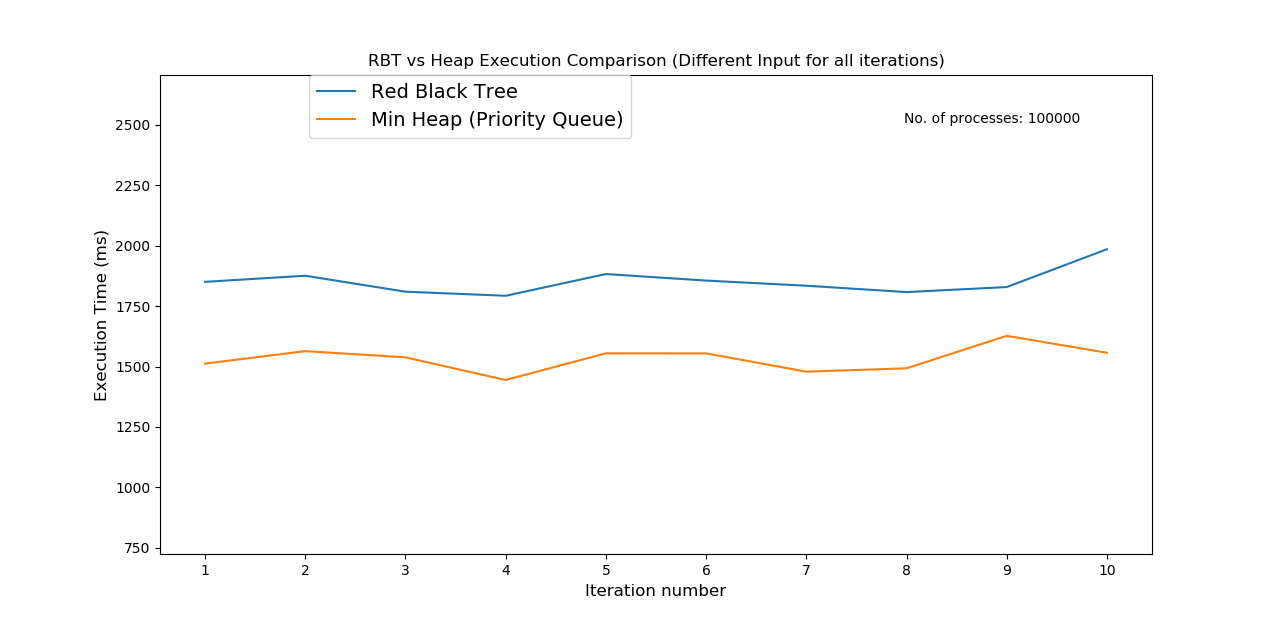 RBT vs Heap Execution Comparison (Different Input for all iterations)
Red Black Tree
Min Heap (Priority Queue)
No. of processes: 100000
Execution Time (ms)
2500
2250
2000
1750
1500
1250
1000
750
1 2 3 4 5 6 7 8 9 10
Iteration number